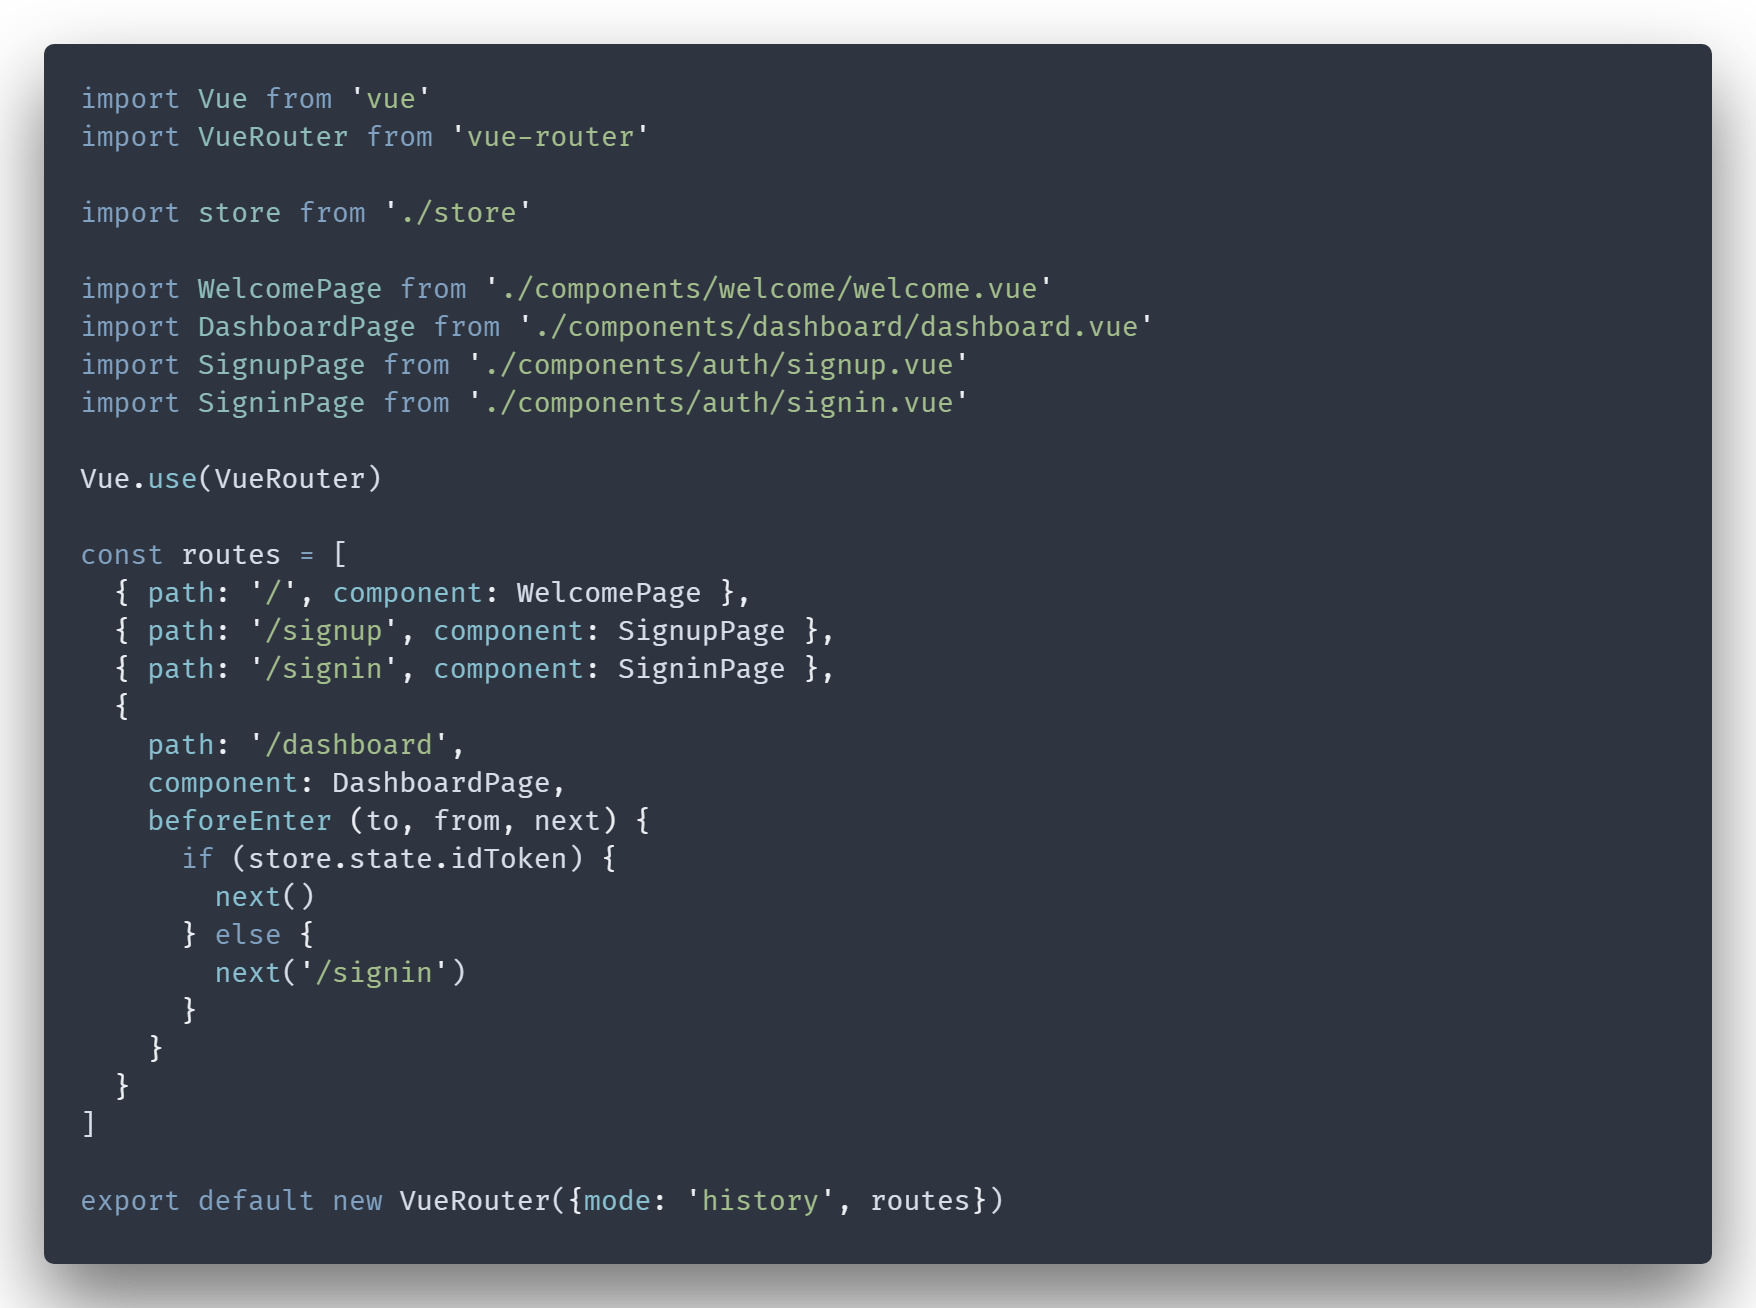 import Vue from 'vue'
import VueRouter from 'vue-router'

import store from './store'

import WelcomePage from './components/welcome/welcome.vue'
import DashboardPage from './components/dashboard/dashboard.vue'
import SignupPage from './components/auth/signup.vue'
import SigninPage from './components/auth/signin.vue'

Vue.use(VueRouter)

const routes = [
  { path: '/', component: WelcomePage },
  { path: '/signup', component: SignupPage },
  { path: '/signin', component: SigninPage },
  {
    path: '/dashboard',
    component: DashboardPage,
    beforeEnter (to, from, next) {
      if (store.state.idToken) {
        next()
      } else {
        next('/signin')
      }
    }
  }
]

export default new VueRouter({mode: 'history', routes})